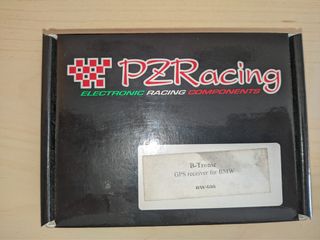 PZRacing
ELECTRONIC RACING COMPONENTS
B-Tronic
GPS receiver for BMW